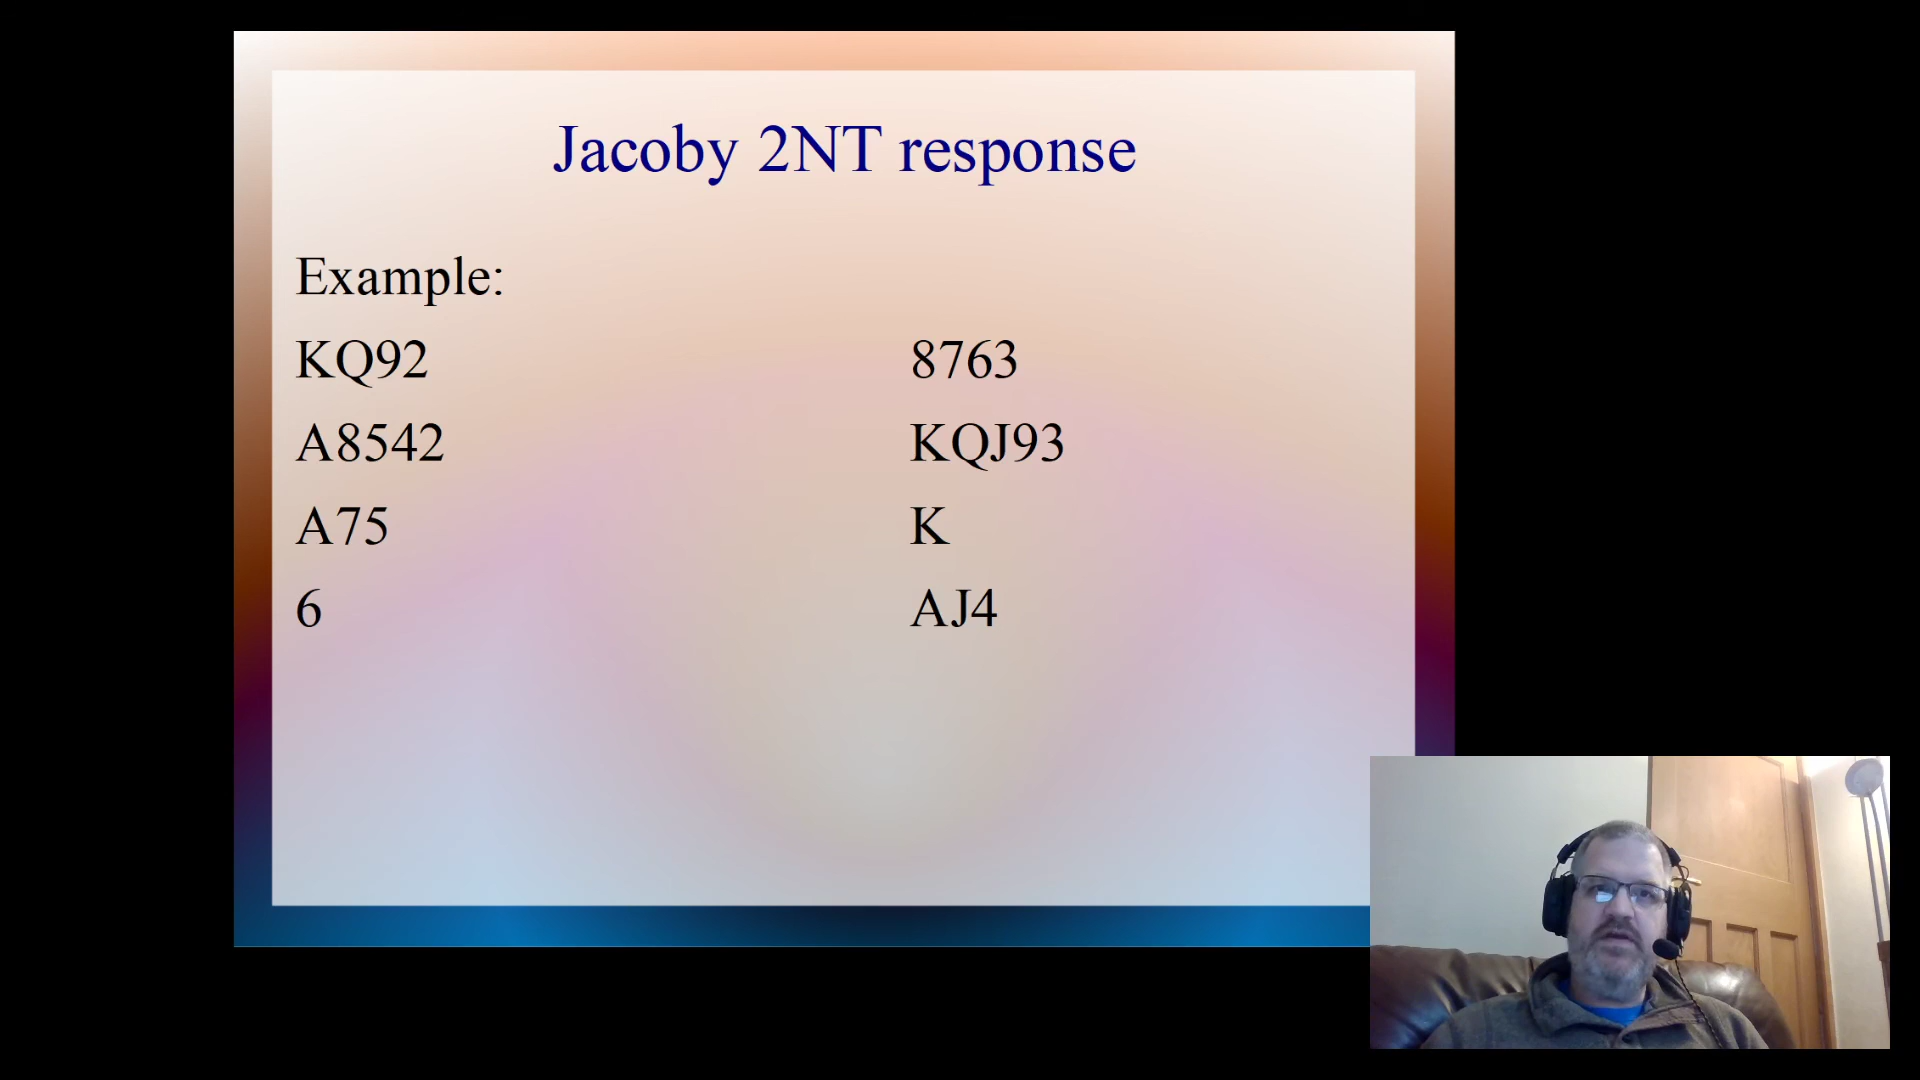 Jacoby 2NT response
Example:
KQ92 8763
A8542 KQJ93
A75 K
6 AJ4